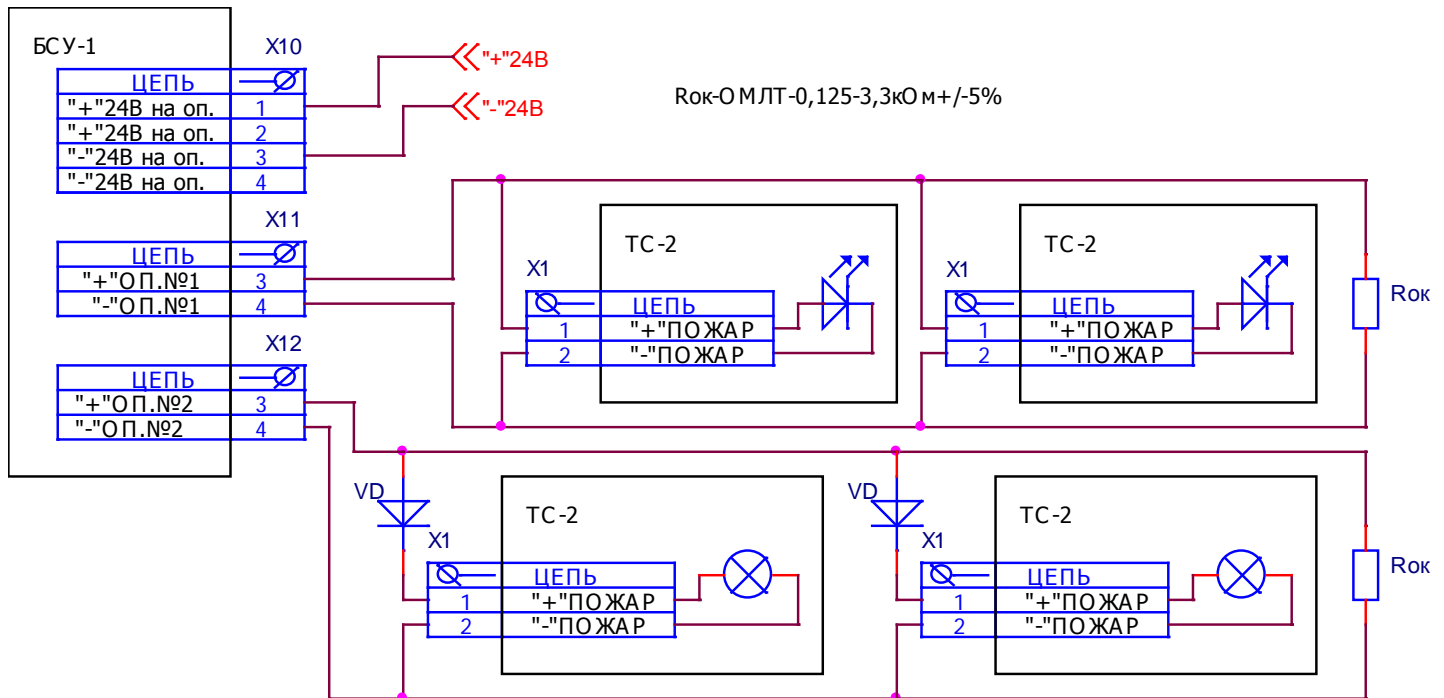 БСУ-1
X10
ЦЕПЬ
"+"24В на оп. 1
"+"24В на оп. 2
"-"24В на оп. 3
"-"24В на оп. 4
"+"24В
"-"24В
Rок-ОМЛТ-0,125-3,3кОм+/-5%
X11
ЦЕПЬ
"+"ОП.№1 3
"-"ОП.№1 4
X12
ЦЕПЬ
"+"ОП.№2 3
"-"ОП.№2 4
ТС-2
X1
ЦЕПЬ
1 "+"ПОЖАР
2 "-"ПОЖАР
ТС-2
X1
ЦЕПЬ
1 "+"ПОЖАР
2 "-"ПОЖАР
Rок
VD
ТС-2
X1
ЦЕПЬ
1 "+"ПОЖАР
2 "-"ПОЖАР
VD
ТС-2
X1
ЦЕПЬ
1 "+"ПОЖАР
2 "-"ПОЖАР
Rок